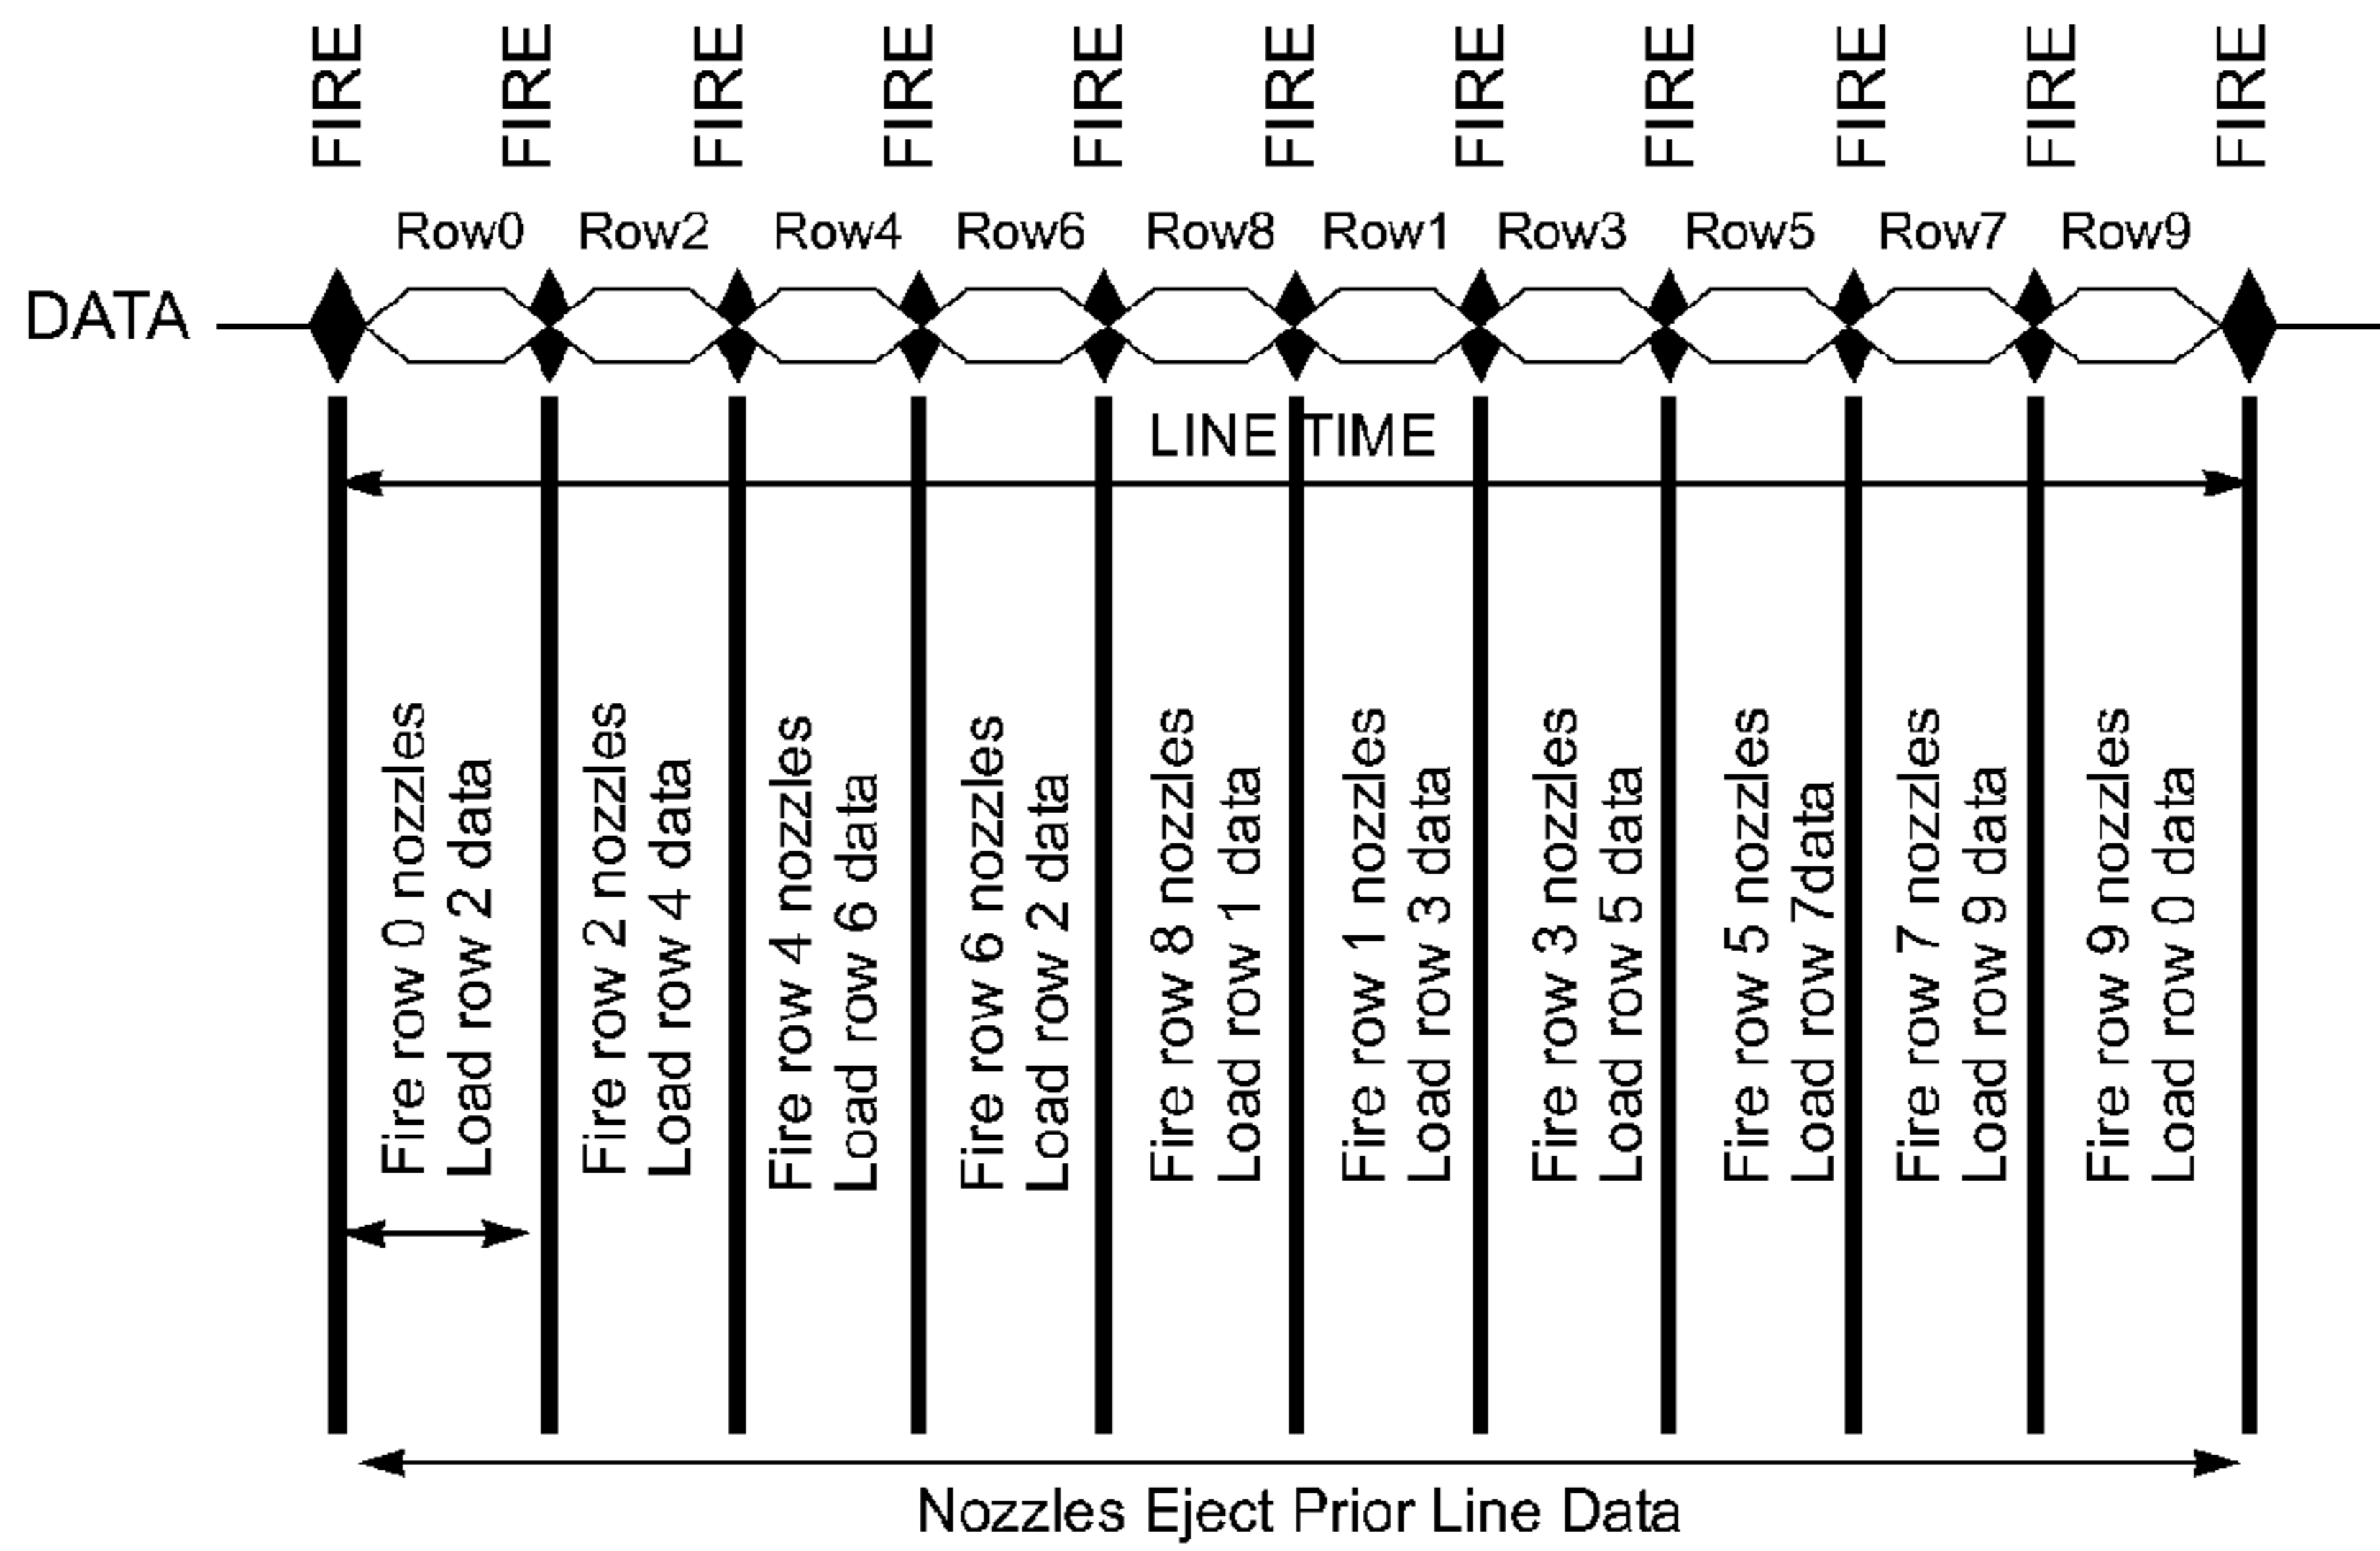 FIRE
FIRE
FIRE
FIRE
FIRE
FIRE
FIRE
FIRE
FIRE
FIRE
FIRE
Row0
Row2
Row4
Row6
Row8
Row1
Row3
Row5
Row7
Row9
DATA
LINE TIME
Fire row 0 nozzles
Load row 2 data
Fire row 2 nozzles
Load row 4 data
Fire row 4 nozzles
Load row 6 data
Fire row 6 nozzles
Load row 2 data
Fire row 8 nozzles
Load row 1 data
Fire row 1 nozzles
Load row 3 data
Fire row 3 nozzles
Load row 5 data
Fire row 5 nozzles
Load row 7data
Fire row 7 nozzles
Load row 9 data
Fire row 9 nozzles
Load row 0 data
Nozzles Eject Prior Line Data